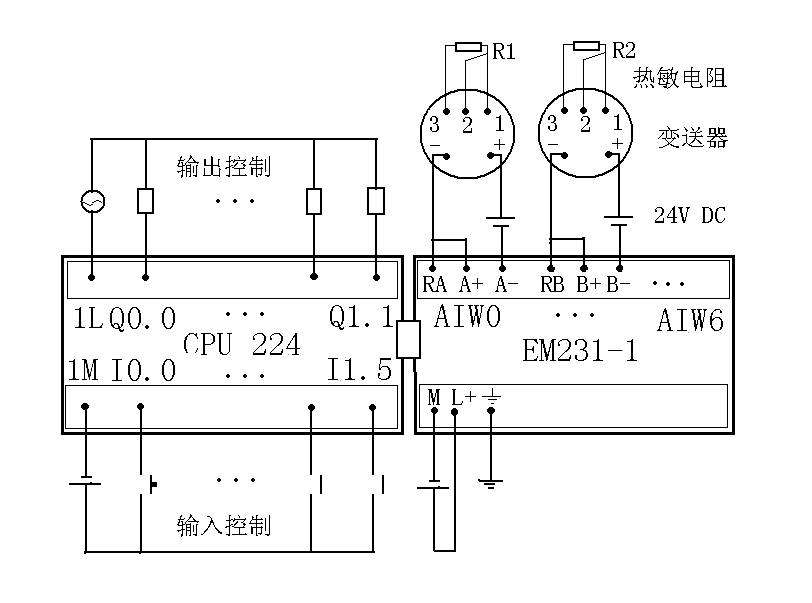 R1 R2
热敏电阻
3 2 1 3 2 1
- + - +
变送器
输出控制
...
24V DC
RA A+ A- RB B+ B- ...
1L Q0.0 ... Q1.1 AIW0 ... AIW6
CPU 224 EM231-1
1M I0.0 ... I1.5
M L+
...
输入控制